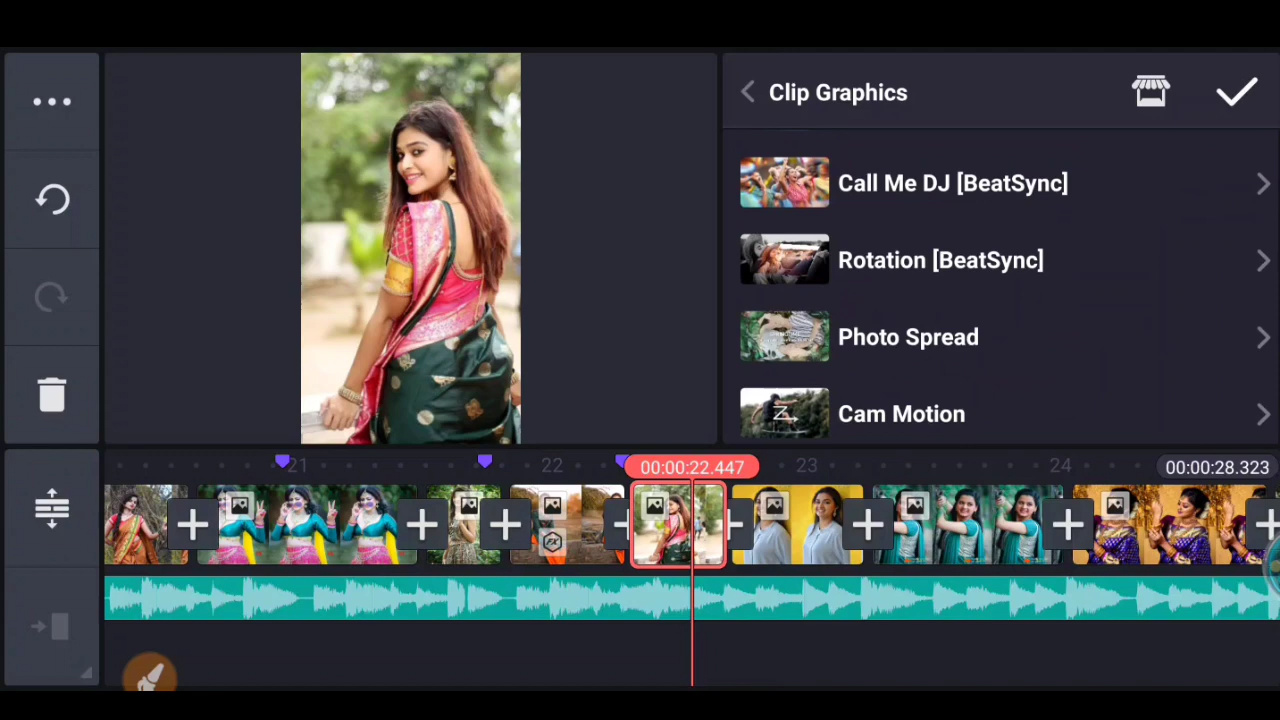 Clip Graphics
Call Me DJ [BeatSync]
Rotation [BeatSync]
Photo Spread
Cam Motion
21
22
00:00:22.447
23
24
00:00:28.323